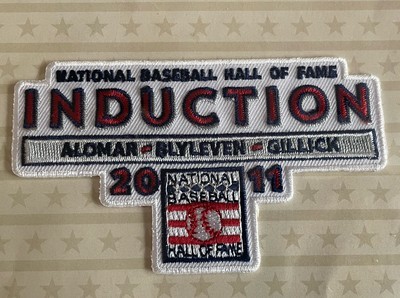 NATIONAL BASEBALL HALL OF FAME
INDUCTION
ALOMAR - BLYLEVEN - GILLICK
20 11
NATIONAL
BASEBALL
HALL OF FAME